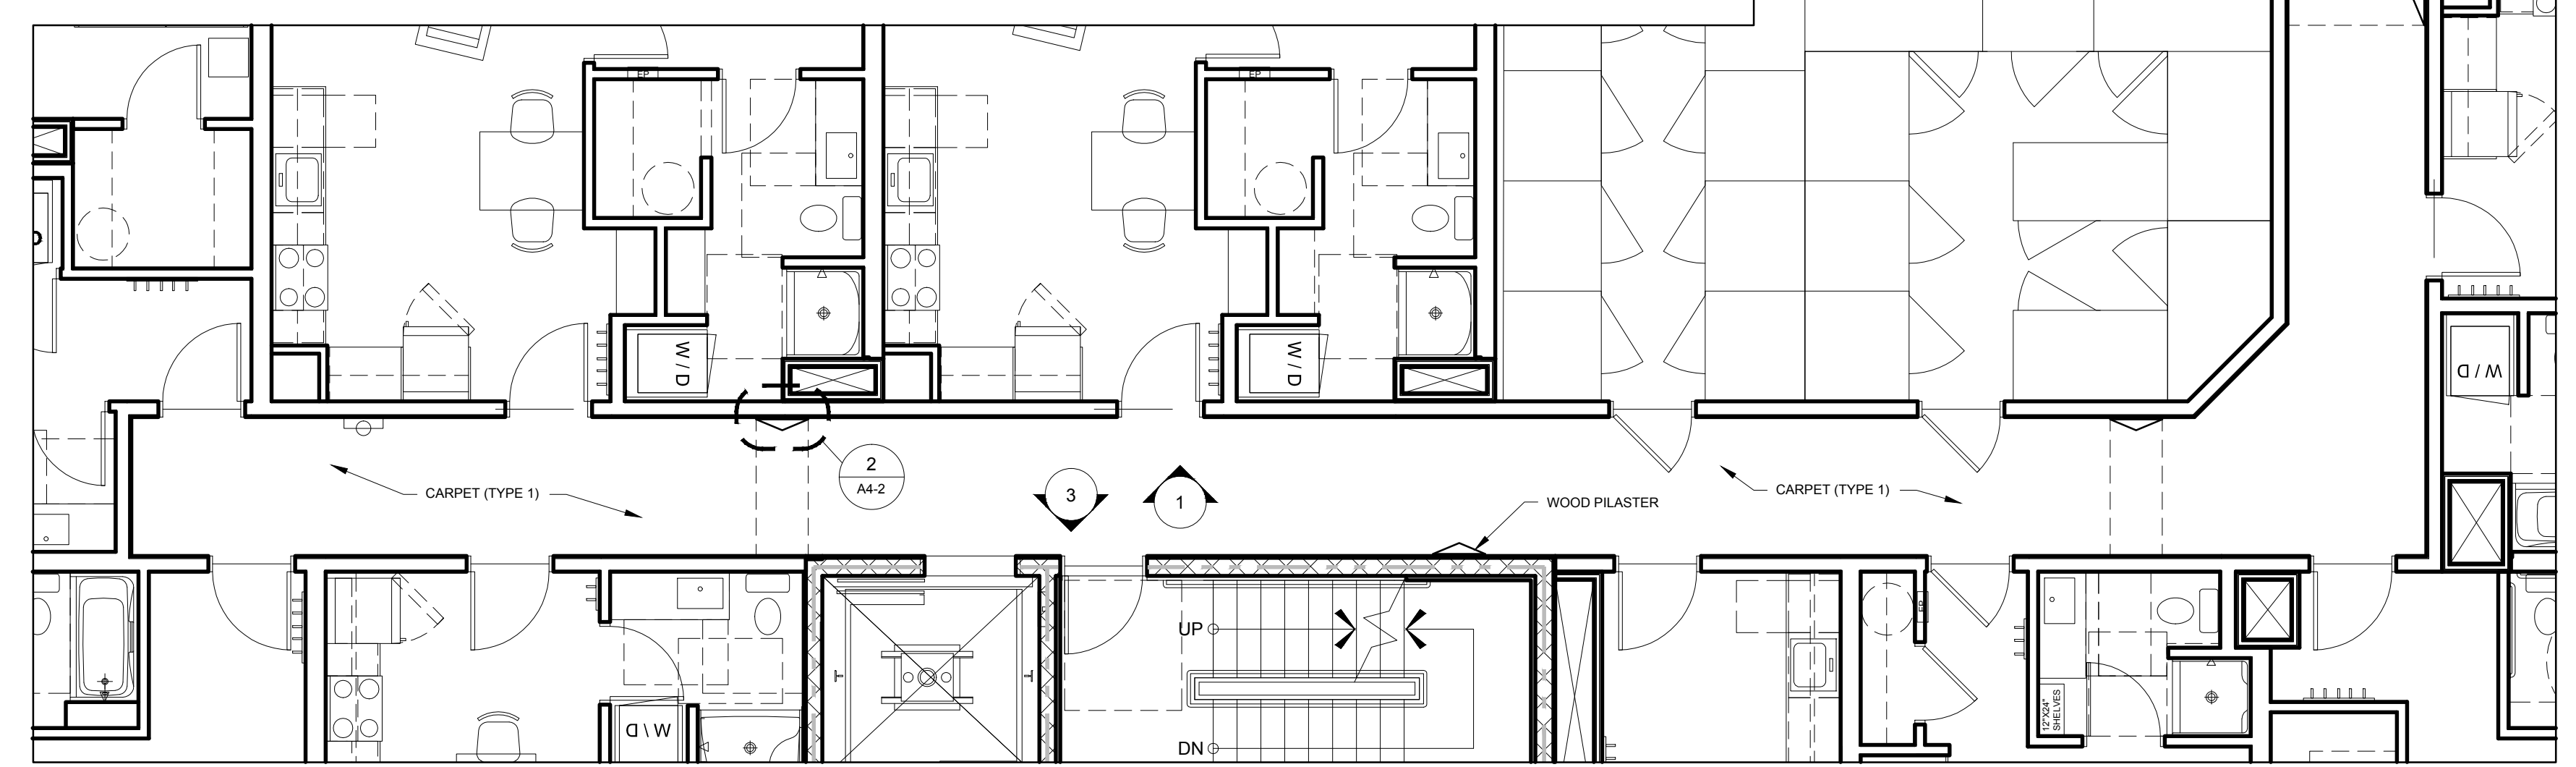 EP
EP
W / D
W / D
W / D
2
A4-2
CARPET (TYPE 1)
3
1
CARPET (TYPE 1)
WOOD PILASTER
UP
EP
12"X24"
SHELVES
W / D
DN